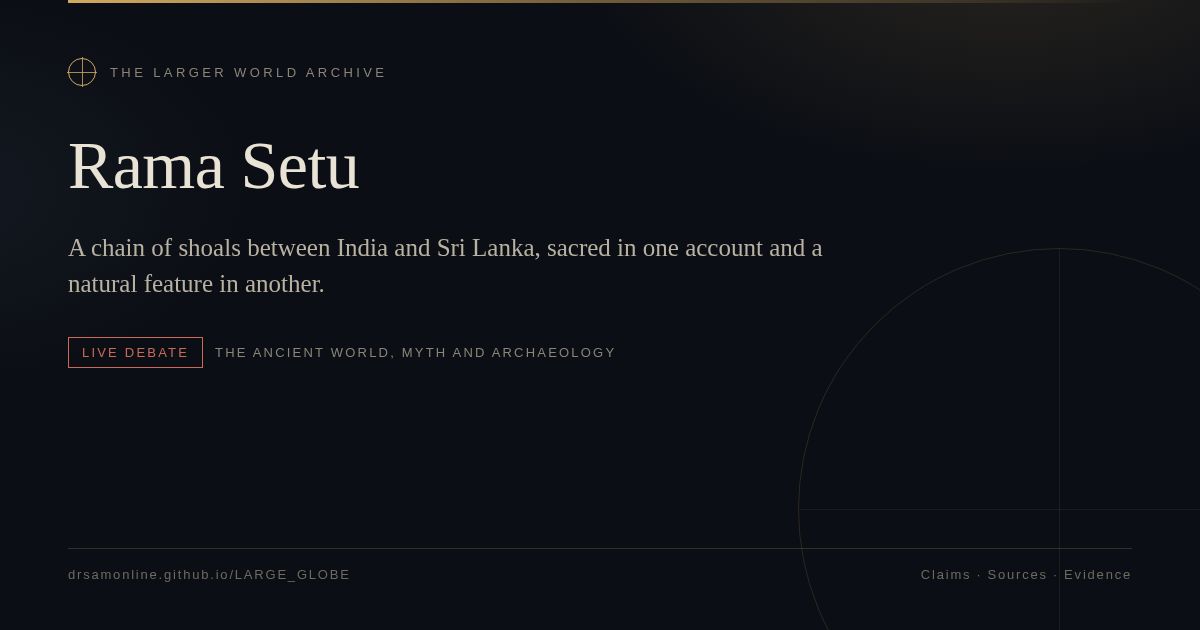 THE LARGER WORLD ARCHIVE
Rama Setu
A chain of shoals between India and Sri Lanka, sacred in one account and a
natural feature in another.
LIVE DEBATE THE ANCIENT WORLD, MYTH AND ARCHAEOLOGY
drsamonline.github.io/LARGE_GLOBE Claims · Sources · Evidence